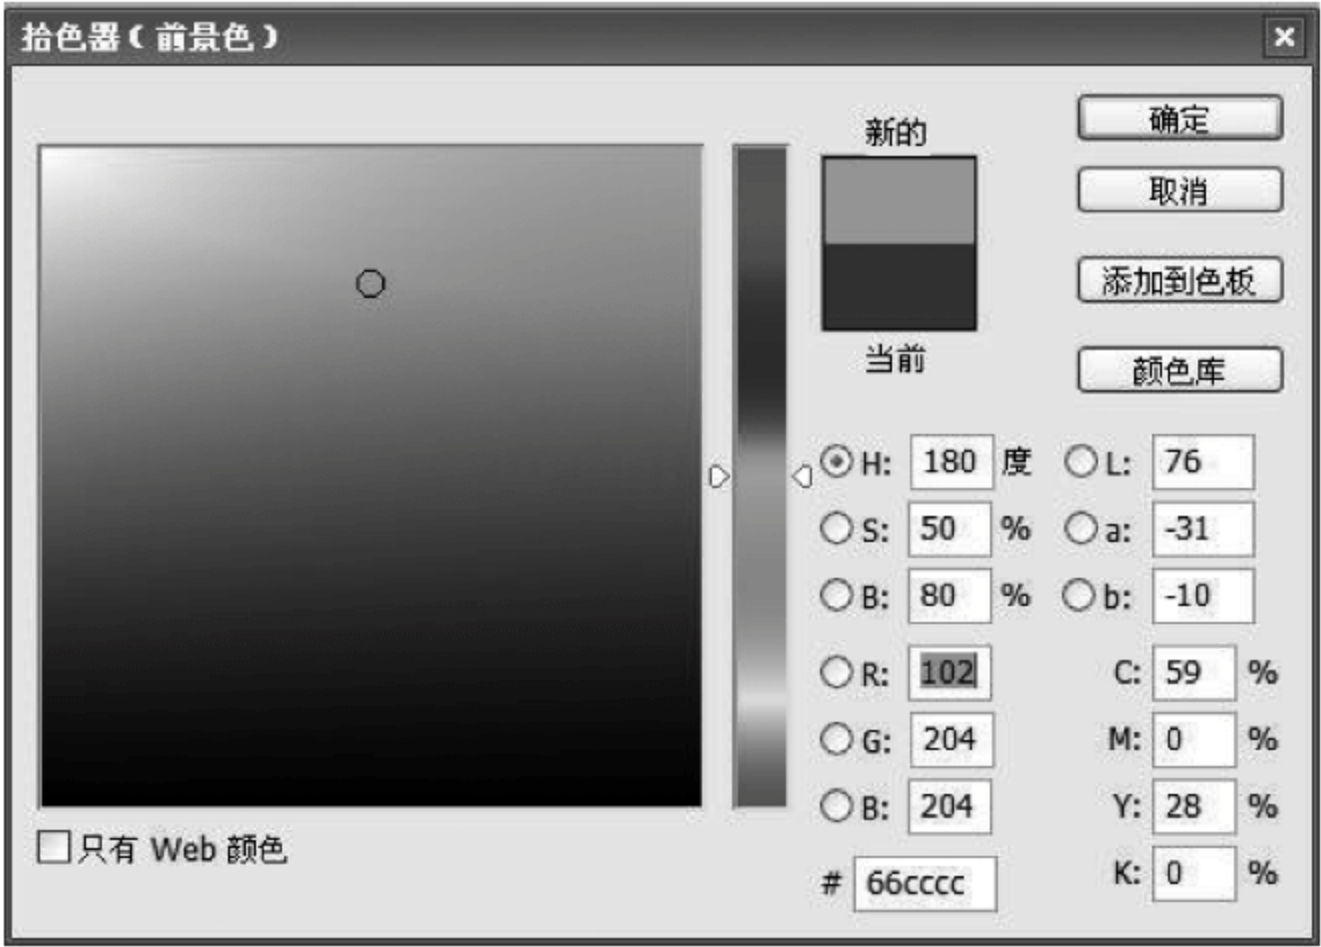 拾色器（前景色）
新的
当前
确定
取消
添加到色板
颜色库
H: 180 度
S: 50 %
B: 80 %
R: 102
G: 204
B: 204
# 66cccc
L: 76
a: -31
b: -10
C: 59 %
M: 0 %
Y: 28 %
K: 0 %
只有 Web 颜色